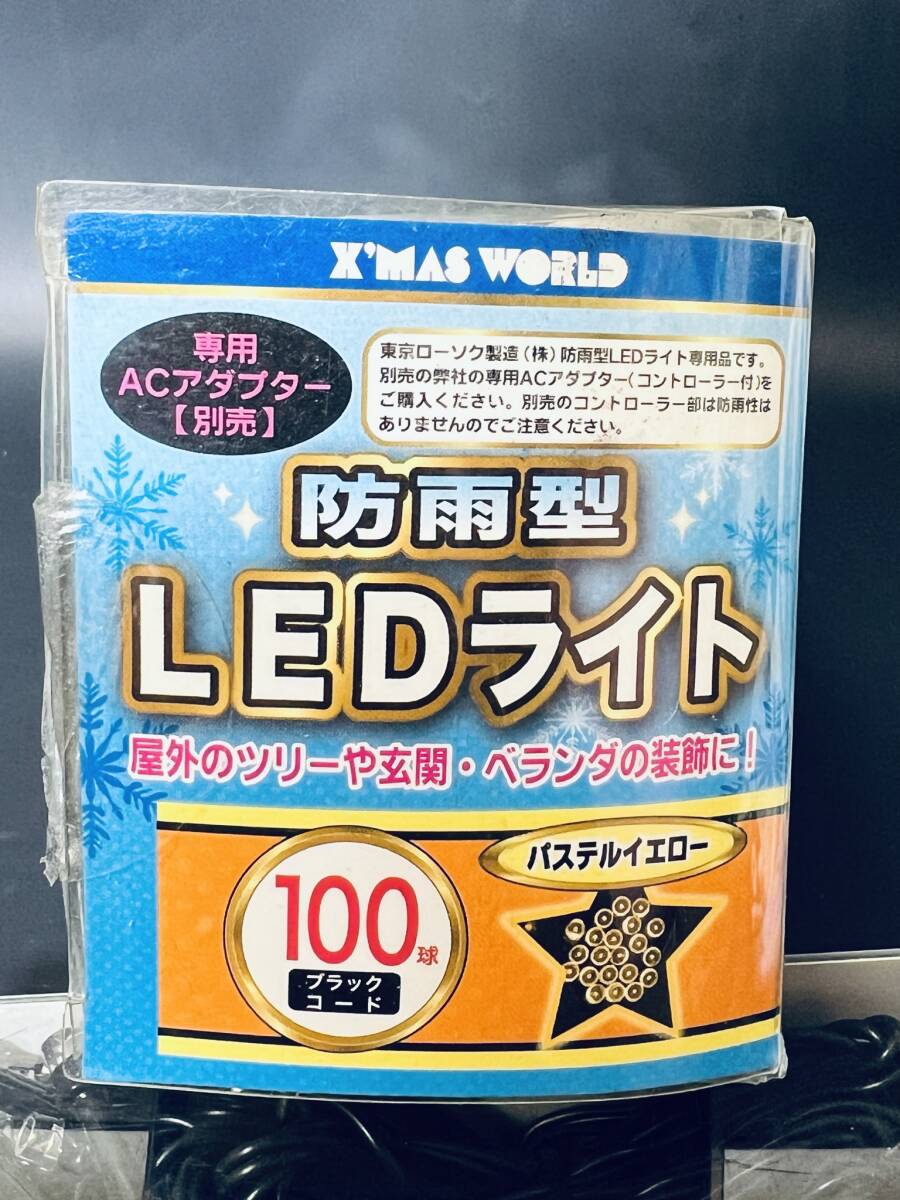 X'MAS WORLD
専用
ACアダプター
【別売】
東京ローソク製造（株）防雨型LEDライト専用品です。
別売の弊社の専用ACアダプター（コントローラー付）を
ご購入ください。別売のコントローラー部は防雨性は
ありませんのでご注意ください。
防雨型
LEDライト
屋外のツリーや玄関・ベランダの装飾に！
パステルイエロー
100球
ブラック
コード